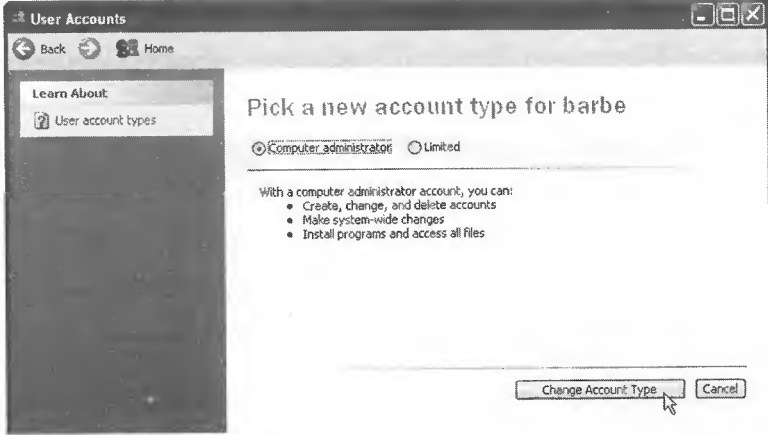 User Accounts
Back Home
Learn About
User account types
Pick a new account type for barbe
Computer administrator Limited
With a computer administrator account, you can:
• Create, change, and delete accounts
• Make system-wide changes
• Install programs and access all files
Change Account Type Cancel